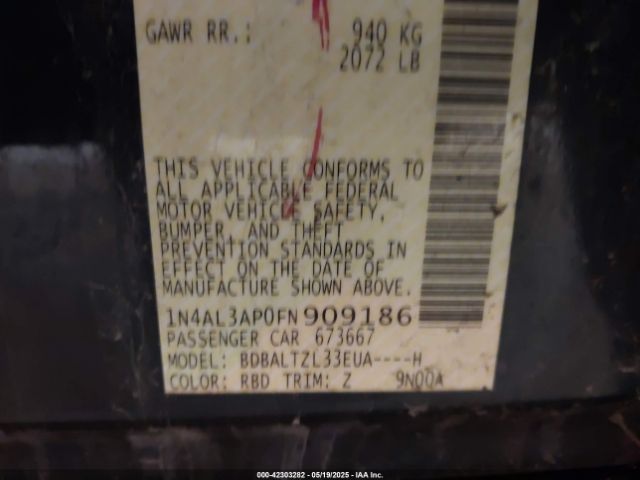 GAWR RR.: 940 KG
2072 LB
THIS VEHICLE CONFORMS TO
ALL APPLICABLE FEDERAL
MOTOR VEHICLE SAFETY,
BUMPER, AND THEFT
PREVENTION STANDARDS IN
EFFECT ON THE DATE OF
MANUFACTURE SHOWN ABOVE.
1N4AL3AP0FN909186
PASSENGER CAR 673667
MODEL: BDBALTZL33EUA----H
COLOR: RBD TRIM: Z 9N00A
000-42303282 - 05/19/2025 - IAA Inc.